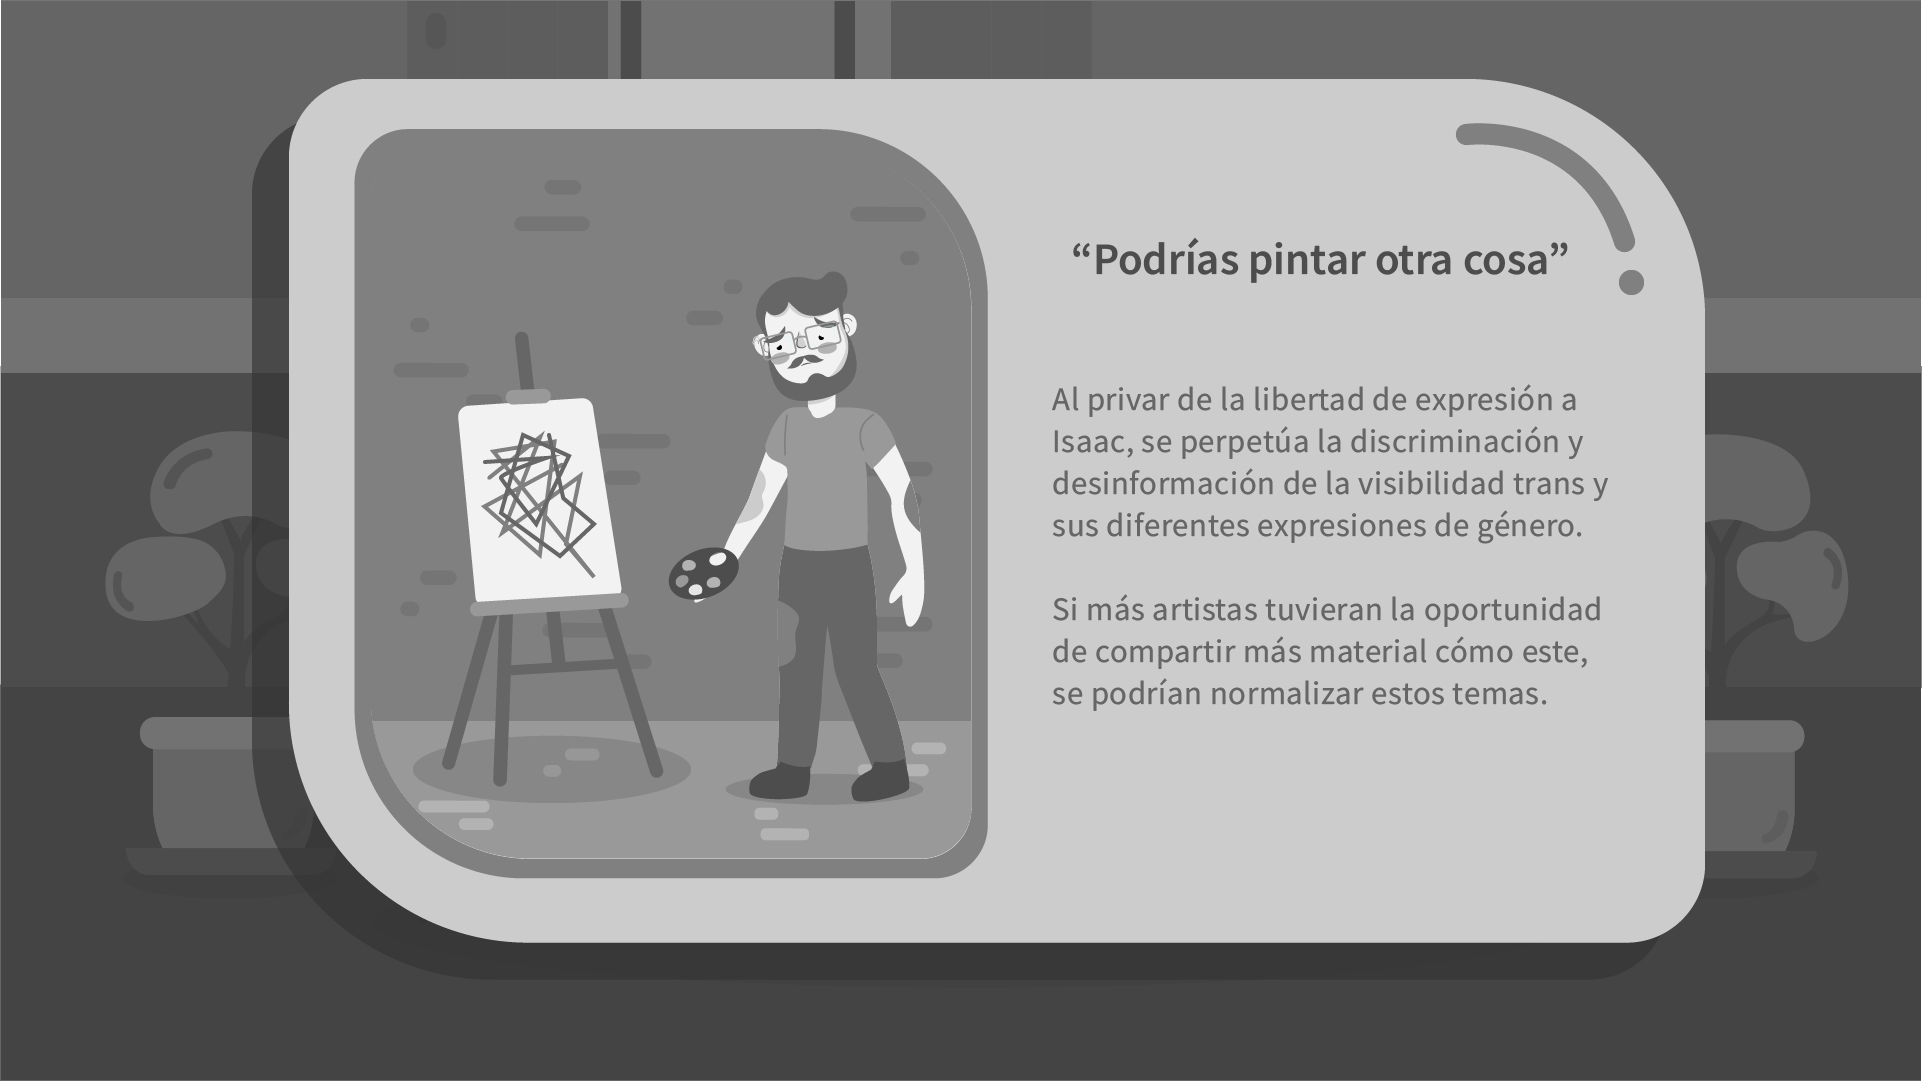 “Podrías pintar otra cosa”
Al privar de la libertad de expresión a
Isaac, se perpetúa la discriminación y
desinformación de la visibilidad trans y
sus diferentes expresiones de género.
Si más artistas tuvieran la oportunidad
de compartir más material cómo este,
se podrían normalizar estos temas.